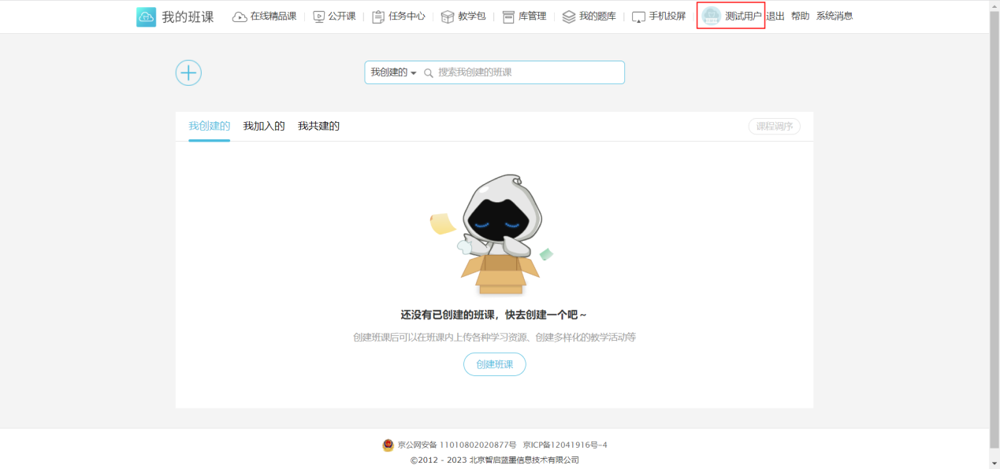 我的班课 在线精品课 公开课 任务中心 教学包 库管理 我的题库 手机投屏 测试用户 退出 帮助 系统消息
我创建的 搜索我创建的班课
我创建的 我加入的 我共建的 课程调序
还没有已创建的班课，快去创建一个吧～
创建班课后可以在班课内上传各种学习资源、创建多样化的教学活动等
创建班课
京公网安备 11010802020877号 京ICP备12041916号-4
©2012 - 2023 北京智启蓝墨信息技术有限公司